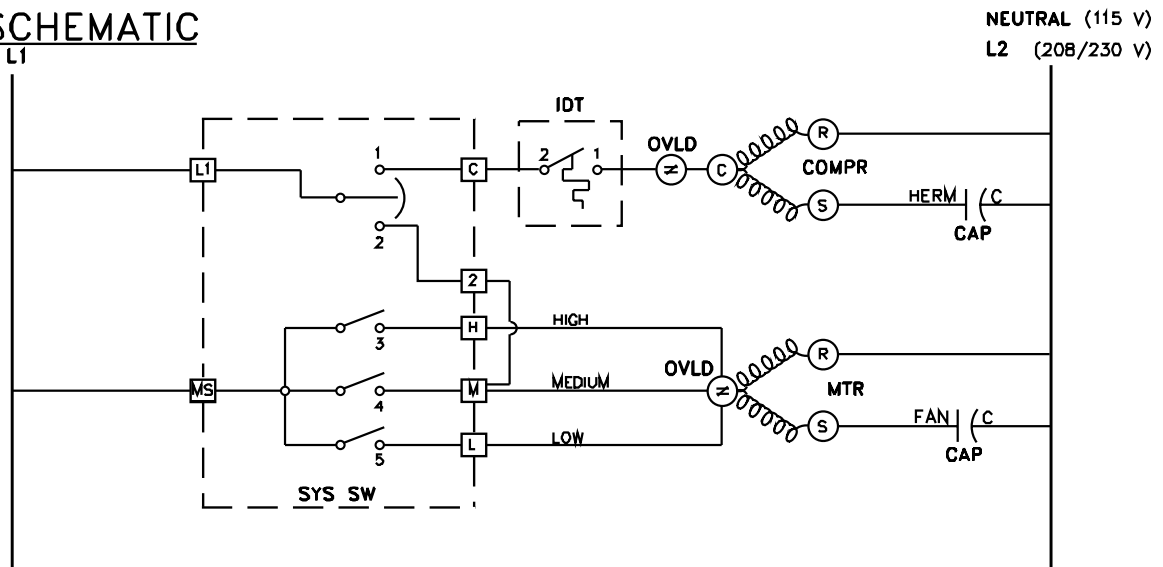 SCHEMATIC
NEUTRAL (115 V)
L1
L2 (208/230 V)
IDT
1
L1
C
2 1
OVLD
C
R
COMPR
S
HERM
C
CAP
2
2
H
HIGH
3
MS
M
MEDIUM
4
OVLD
R
MTR
S
FAN
C
CAP
L
LOW
5
SYS SW